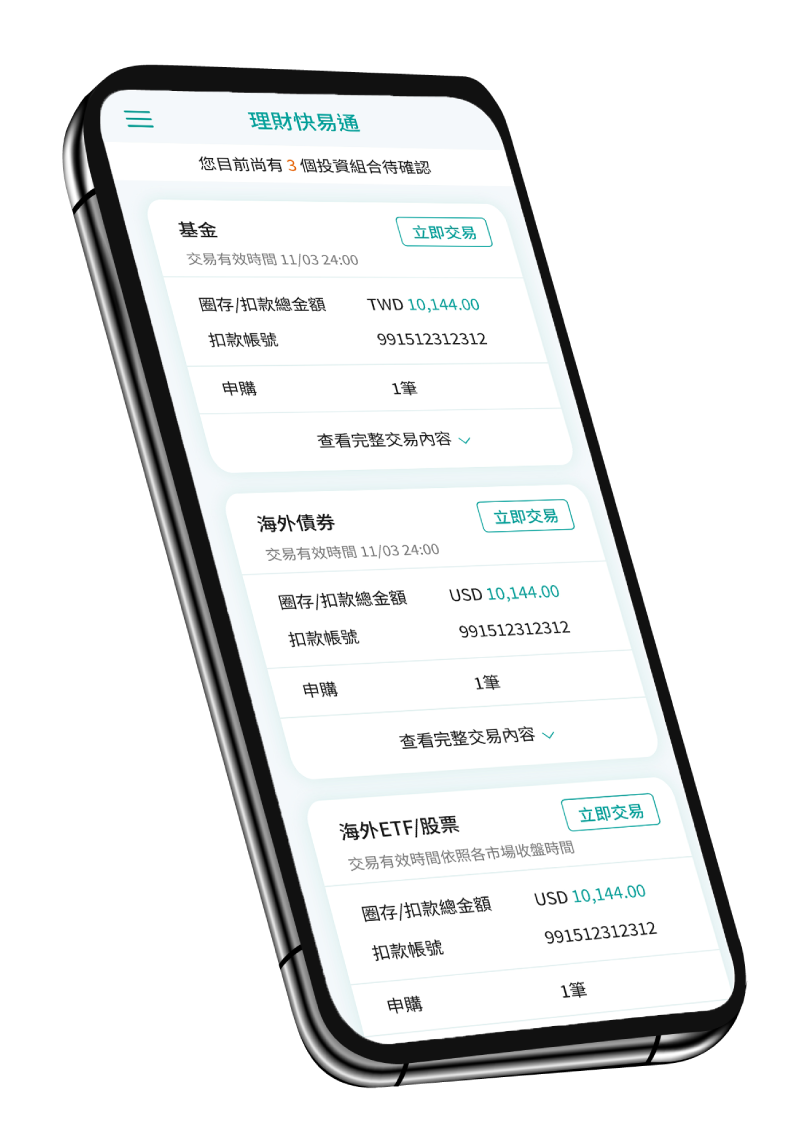 理財快易通
您目前尚有 3 個投資組合待確認
基金 立即交易
交易有效時間 11/03 24:00
圈存/扣款總金額 TWD 10,144.00
扣款帳號 991512312312
申購 1筆
查看完整交易內容
海外債券 立即交易
交易有效時間 11/03 24:00
圈存/扣款總金額 USD 10,144.00
扣款帳號 991512312312
申購 1筆
查看完整交易內容
海外ETF/股票 立即交易
交易有效時間依照各市場收盤時間
圈存/扣款總金額 USD 10,144.00
扣款帳號 991512312312
申購 1筆